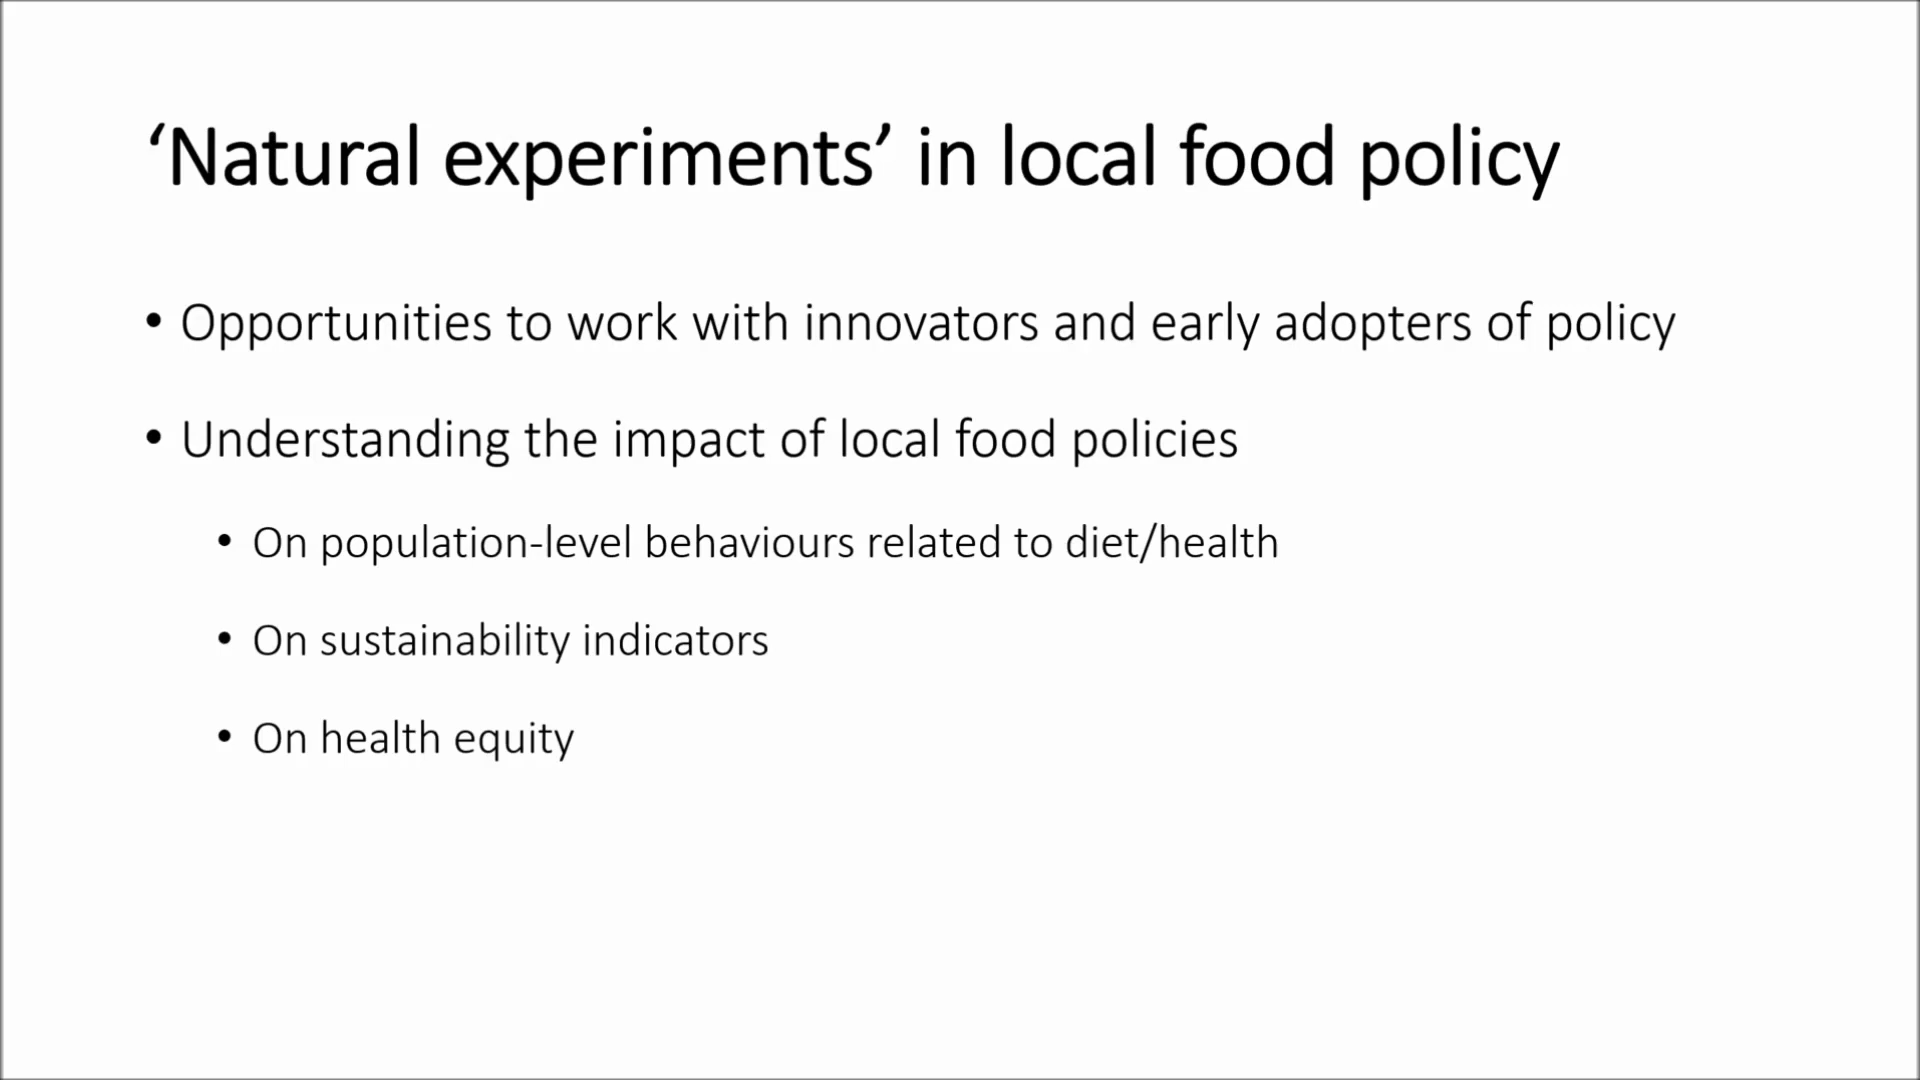 ‘Natural experiments’ in local food policy
• Opportunities to work with innovators and early adopters of policy
• Understanding the impact of local food policies
• On population-level behaviours related to diet/health
• On sustainability indicators
• On health equity